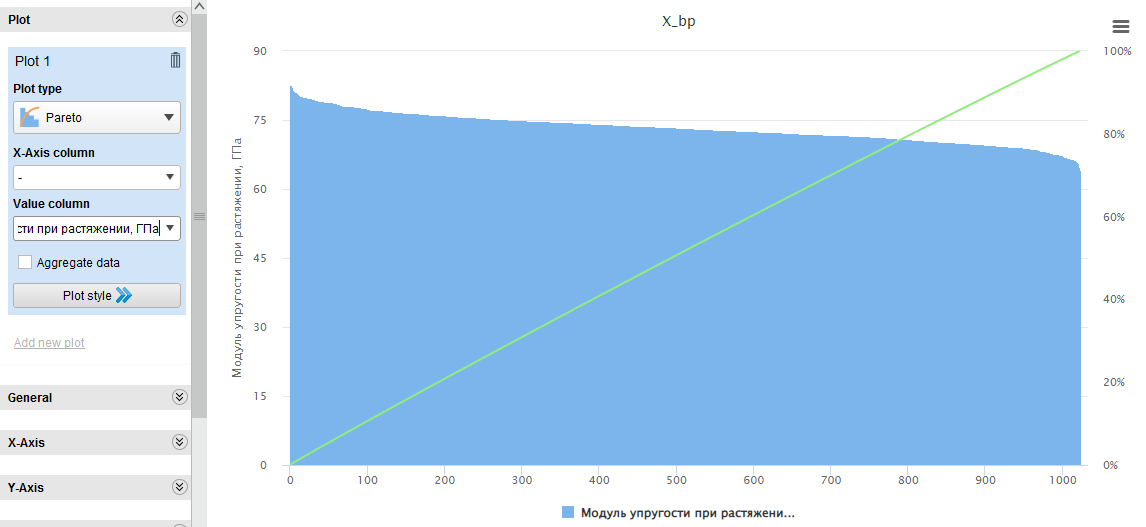 Plot
Plot 1
Plot type
Pareto
X-Axis column
-
Value column
сти при растяжении, ГПа
Aggregate data
Plot style
Add new plot
General
X-Axis
Y-Axis
X_bp
Модуль упругости при растяжении, ГПа
90
75
60
45
30
15
0
100%
80%
60%
40%
20%
0%
0 100 200 300 400 500 600 700 800 900 1000
Модуль упругости при растяжени...